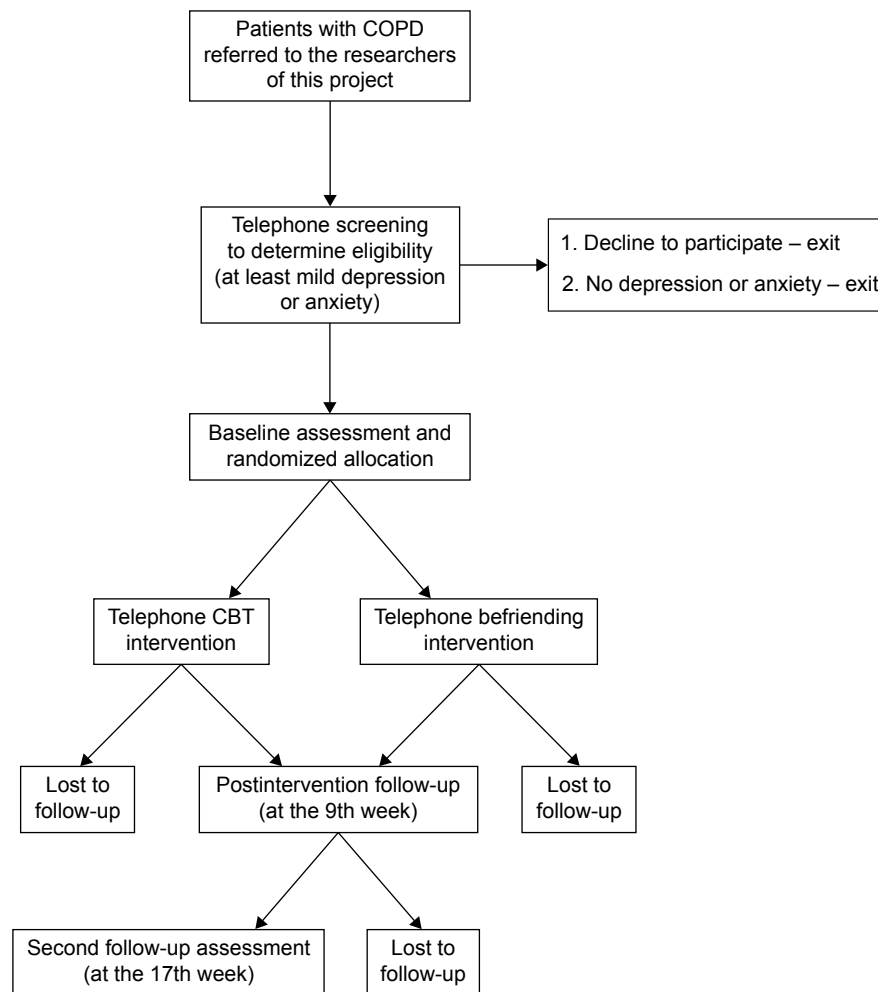 Patients with COPD
referred to the researchers
of this project
Telephone screening
to determine eligibility
(at least mild depression
or anxiety)
1. Decline to participate – exit
2. No depression or anxiety – exit
Baseline assessment and
randomized allocation
Telephone CBT
intervention
Telephone befriending
intervention
Lost to
follow-up
Postintervention follow-up
(at the 9th week)
Lost to
follow-up
Second follow-up assessment
(at the 17th week)
Lost to
follow-up